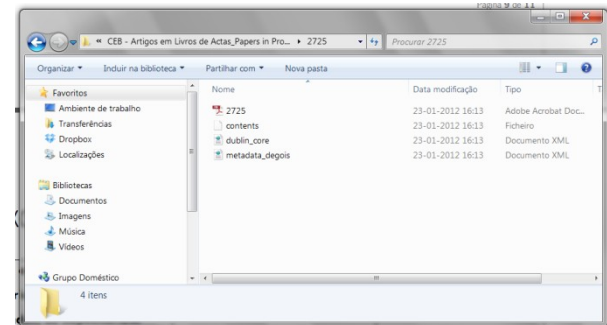 Página 9 de 11
« CEB - Artigos em Livros de Actas_Papers in Pro... ▸ 2725
Procurar 2725
Organizar Induir na biblioteca Partilhar com Nova pasta
Favoritos
Ambiente de trabalho
Transferências
Dropbox
Localizações
Bibliotecas
Documentos
Imagens
Música
Vídeos
Grupo Doméstico
Nome Data modificação Tipo
2725 23-01-2012 16:13 Adobe Acrobat Doc...
contents 23-01-2012 16:13 Ficheiro
dublin_core 23-01-2012 16:13 Documento XML
metadata_degois 23-01-2012 16:13 Documento XML
4 itens